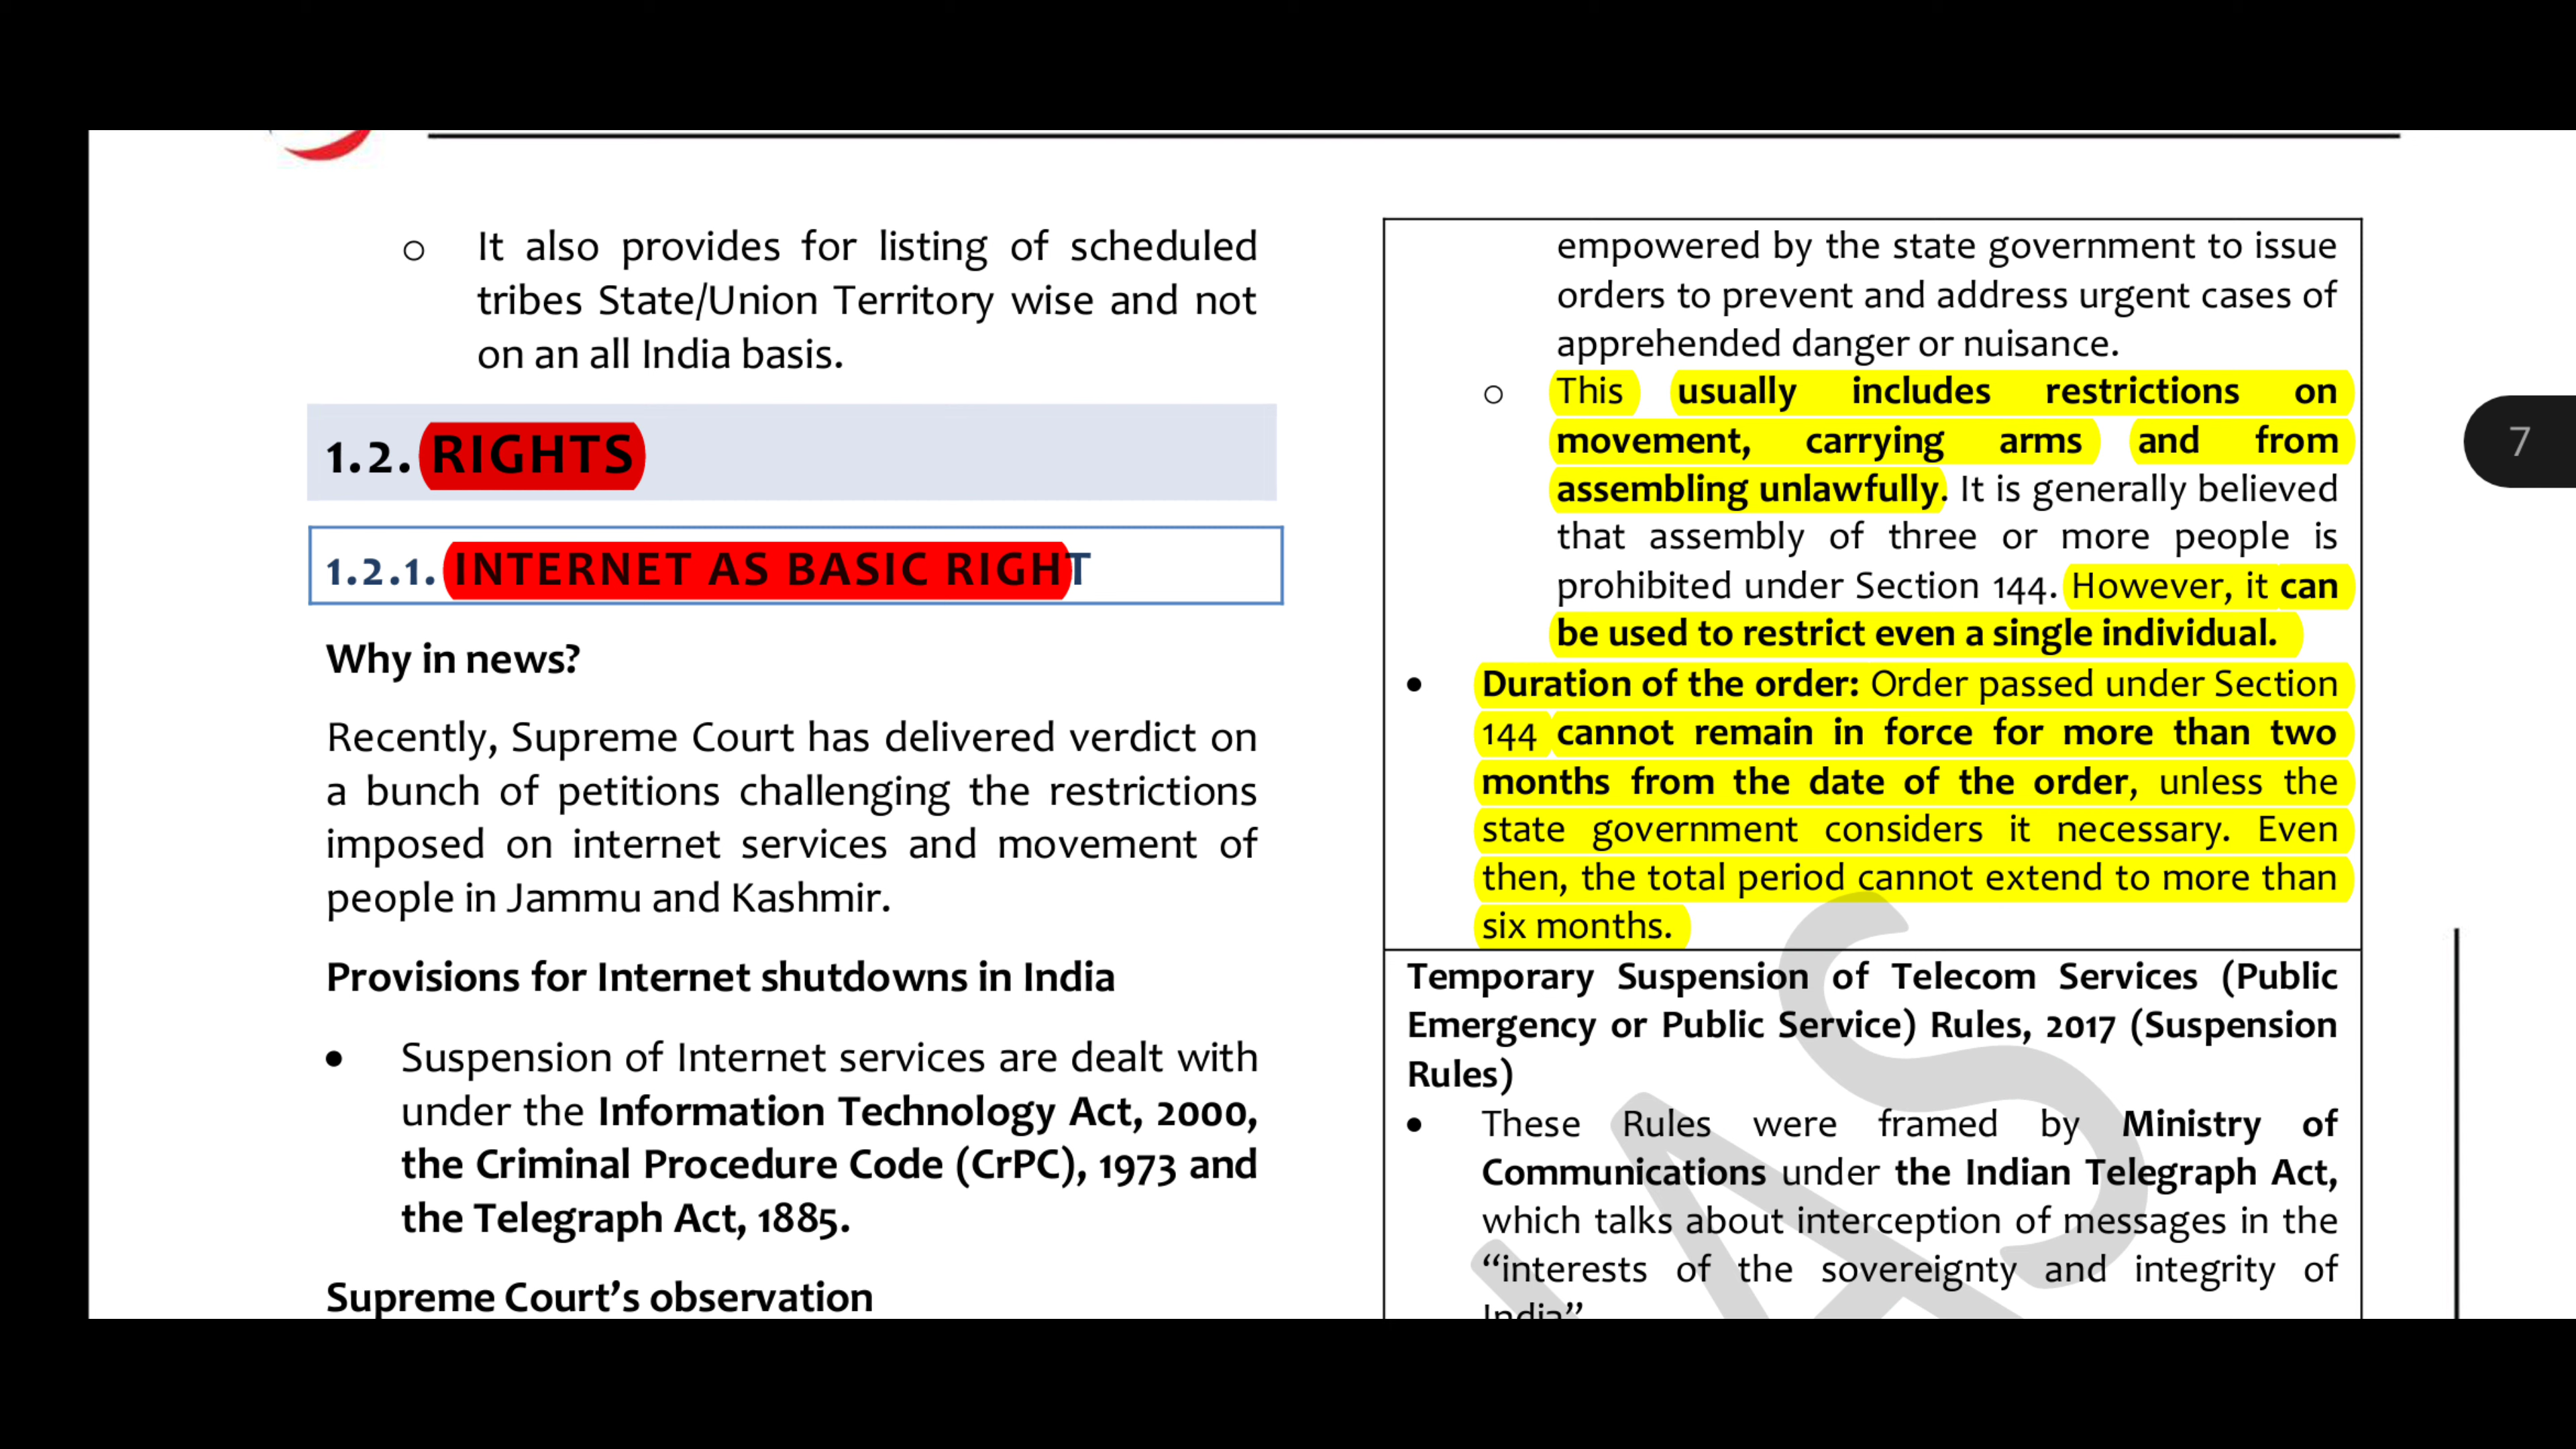 ○ It also provides for listing of scheduled
tribes State/Union Territory wise and not
on an all India basis.
1.2. RIGHTS
1.2.1. INTERNET AS BASIC RIGHT
Why in news?
Recently, Supreme Court has delivered verdict on
a bunch of petitions challenging the restrictions
imposed on internet services and movement of
people in Jammu and Kashmir.
Provisions for Internet shutdowns in India
• Suspension of Internet services are dealt with
under the Information Technology Act, 2000,
the Criminal Procedure Code (CrPC), 1973 and
the Telegraph Act, 1885.
Supreme Court’s observation
empowered by the state government to issue
orders to prevent and address urgent cases of
apprehended danger or nuisance.
○ This usually includes restrictions on
movement, carrying arms and from
assembling unlawfully. It is generally believed
that assembly of three or more people is
prohibited under Section 144. However, it can
be used to restrict even a single individual.
• Duration of the order: Order passed under Section
144 cannot remain in force for more than two
months from the date of the order, unless the
state government considers it necessary. Even
then, the total period cannot extend to more than
six months.
Temporary Suspension of Telecom Services (Public
Emergency or Public Service) Rules, 2017 (Suspension
Rules)
• These Rules were framed by Ministry of
Communications under the Indian Telegraph Act,
which talks about interception of messages in the
“interests of the sovereignty and integrity of
India”
7
AS